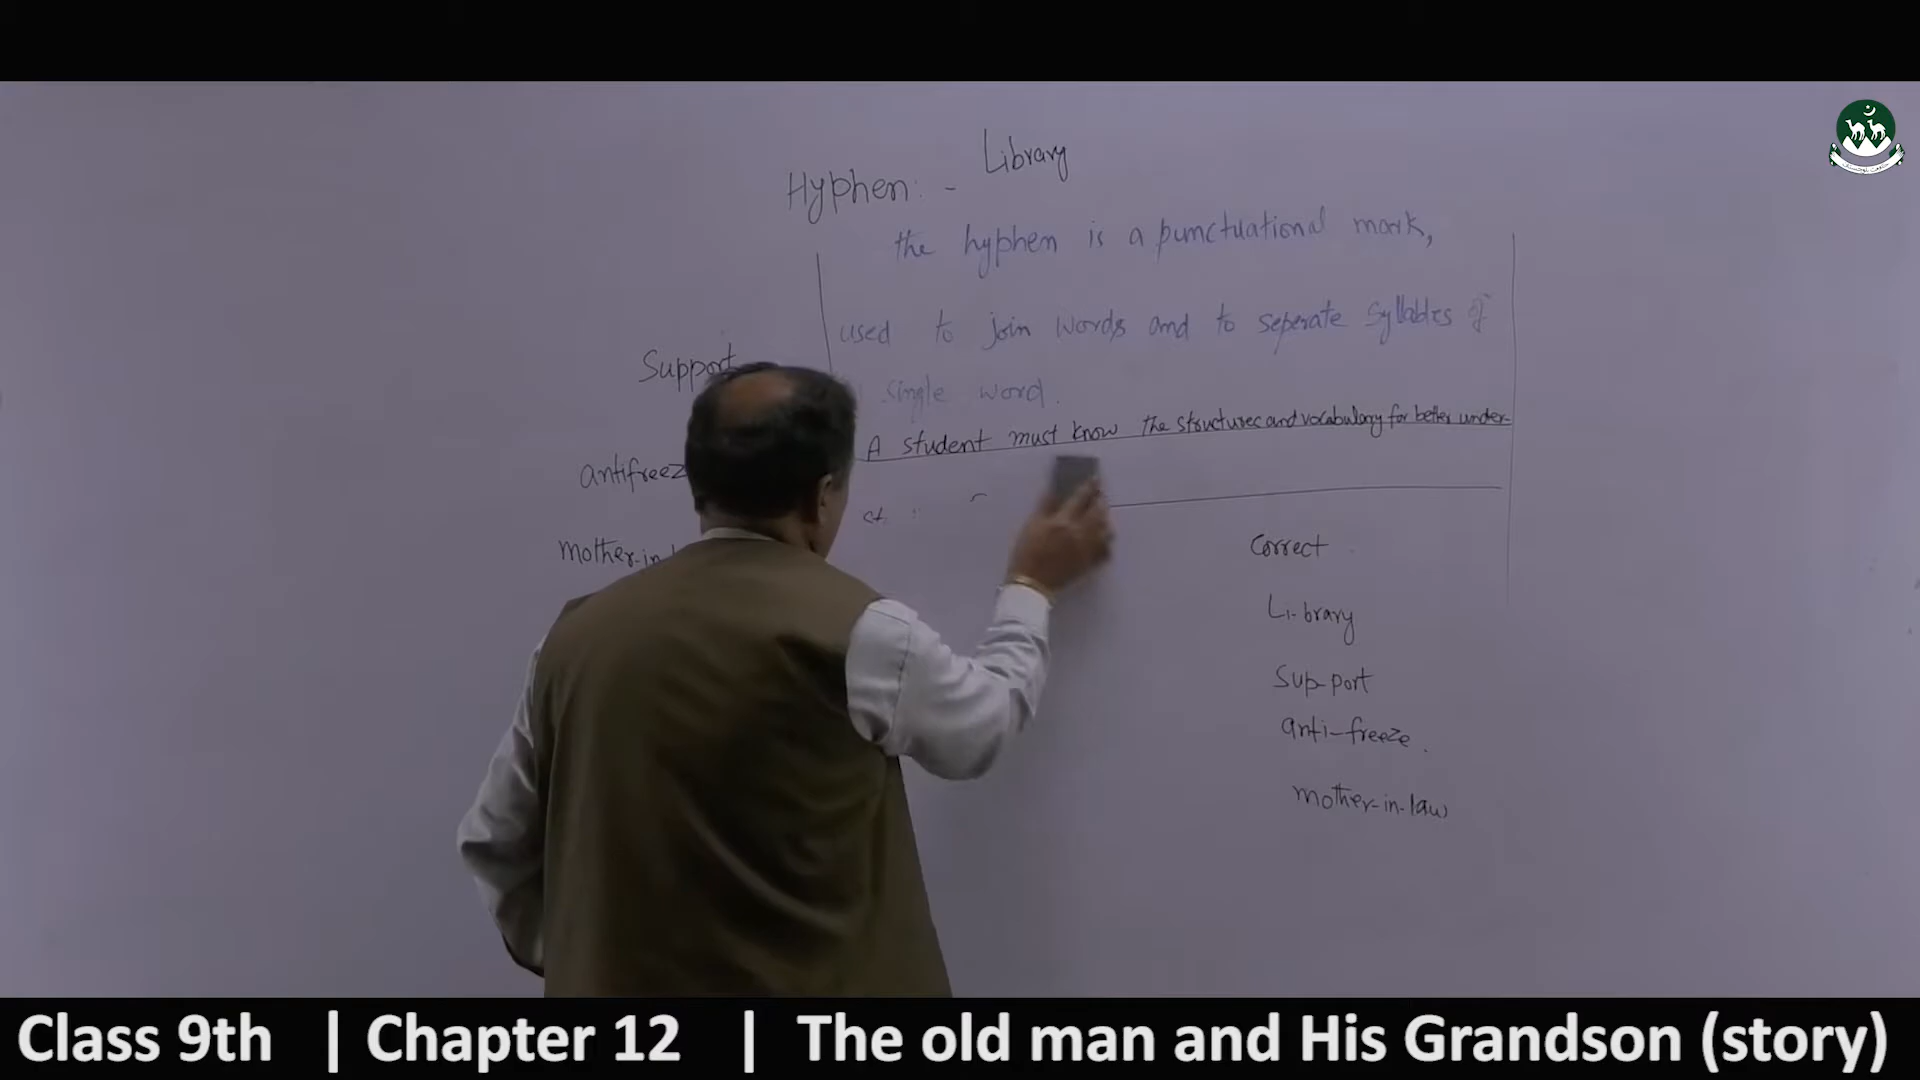 Library
Hyphen: -
the hyphen is a punctuational mark,
used to join words and to seperate syllables of
single word.
A student must know the structures and vocabulary for better under-
Support
antifreez
mother-in-l
Correct
Li-brary
Sup-port
anti-freeze.
mother-in-law
Class 9th | Chapter 12 | The old man and His Grandson (story)